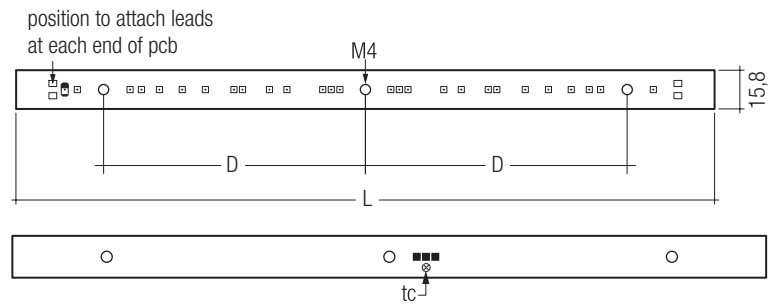 position to attach leads
at each end of pcb
M4
15,8
D
D
L
tc